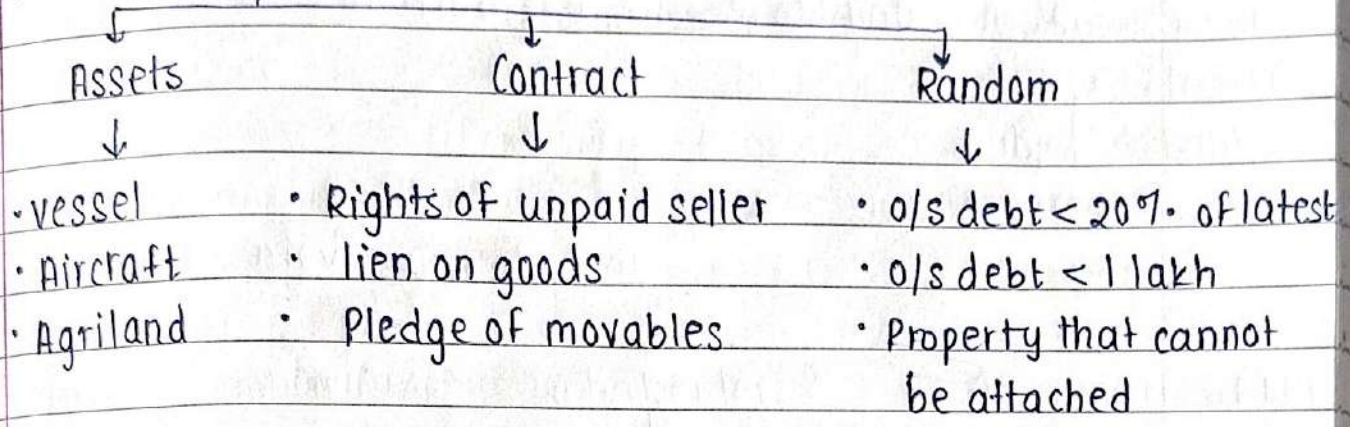 Assets Contract Random
·vessel · Rights of unpaid seller · o/s debt < 20%. of latest
· Aircraft · lien on goods · o/s debt < 1 lakh
· Agriland · Pledge of movables · Property that cannot
be attached